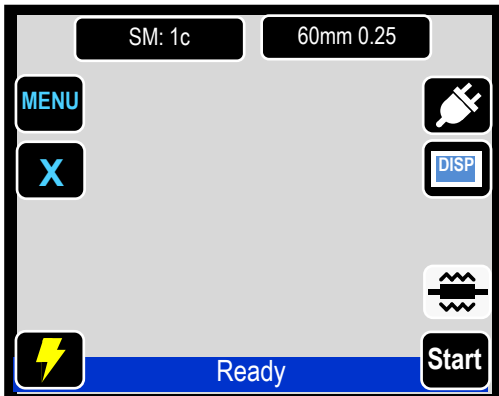 SM: 1c
60mm 0.25
MENU
X
DISP
Ready
Start